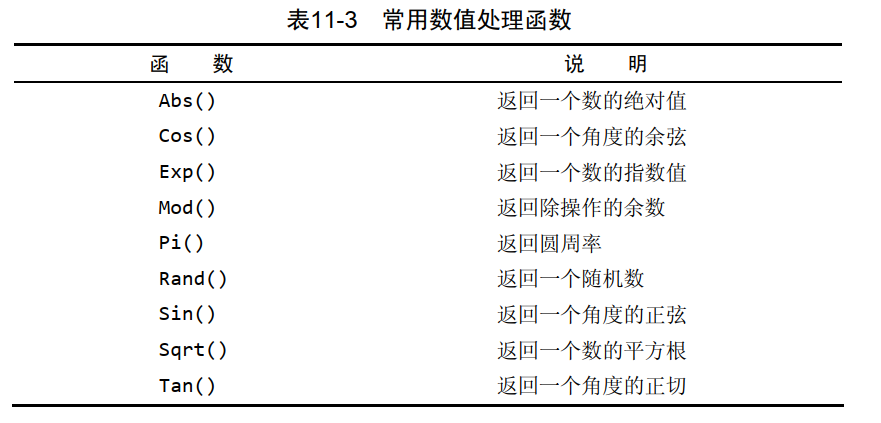 表11-3 常用数值处理函数
函 数 说 明
Abs() 返回一个数的绝对值
Cos() 返回一个角度的余弦
Exp() 返回一个数的指数值
Mod() 返回除操作的余数
Pi() 返回圆周率
Rand() 返回一个随机数
Sin() 返回一个角度的正弦
Sqrt() 返回一个数的平方根
Tan() 返回一个角度的正切